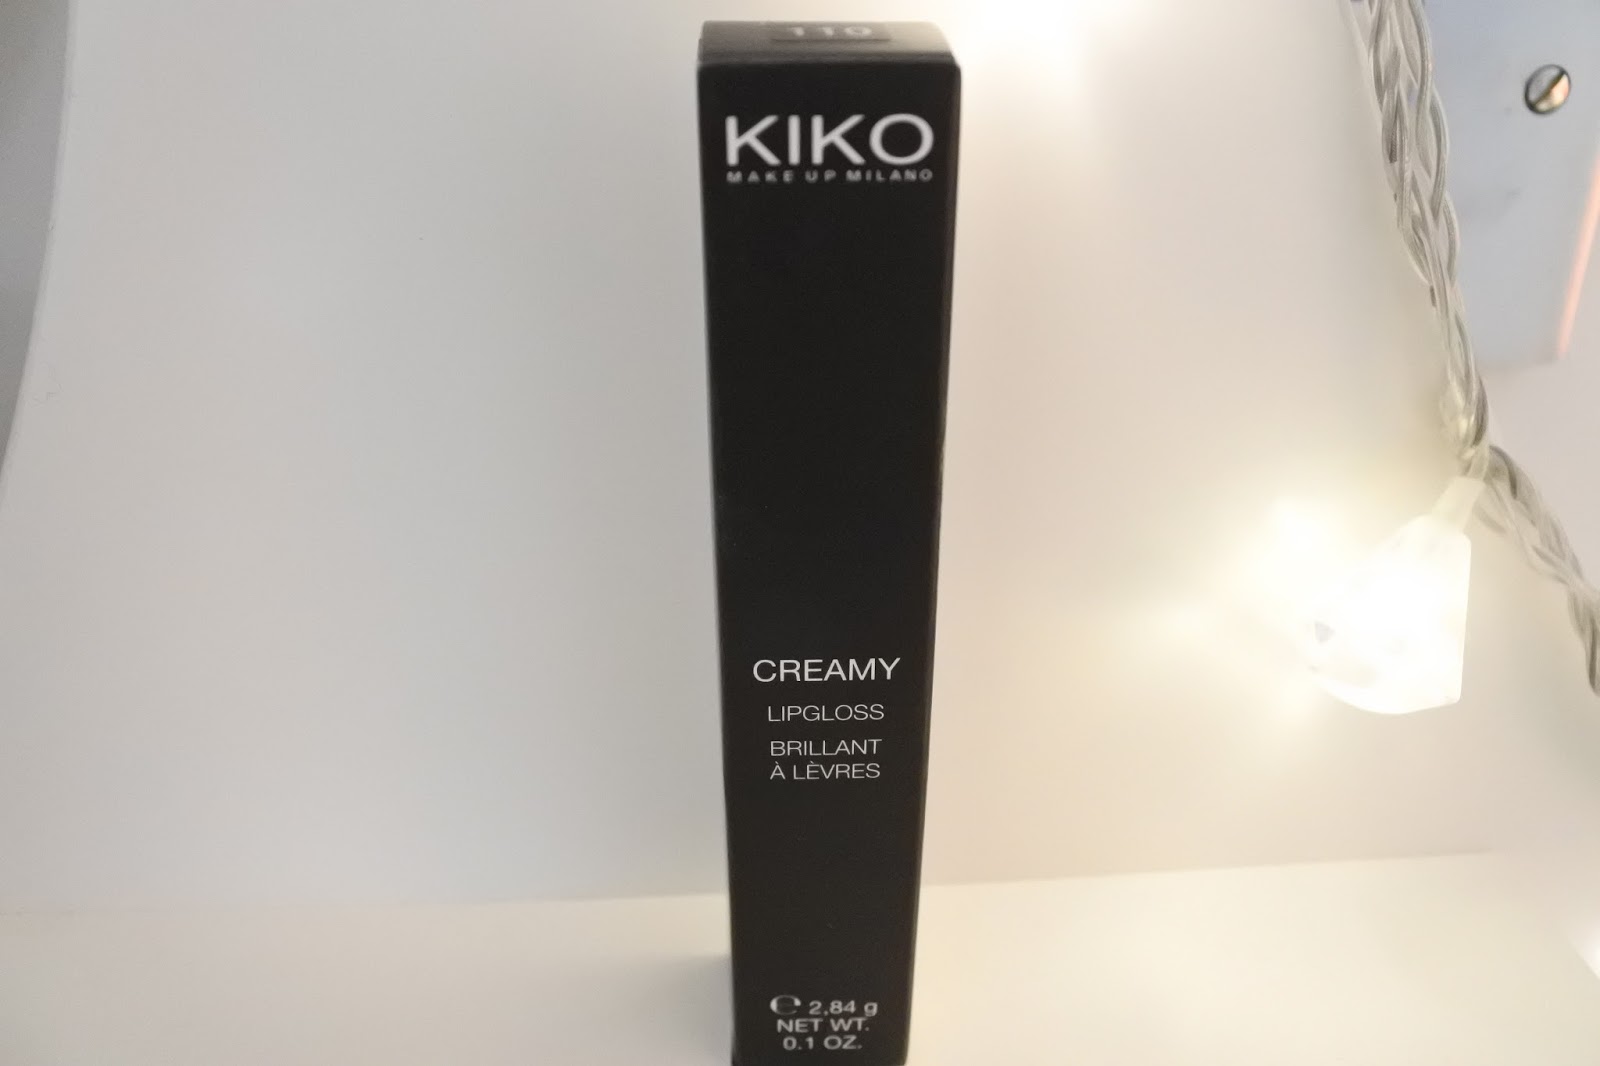 110
KIKO
MAKE UP MILANO
CREAMY
LIPGLOSS
BRILLANT
À LÈVRES
℮ 2,84 g
NET WT.
0.1 OZ.